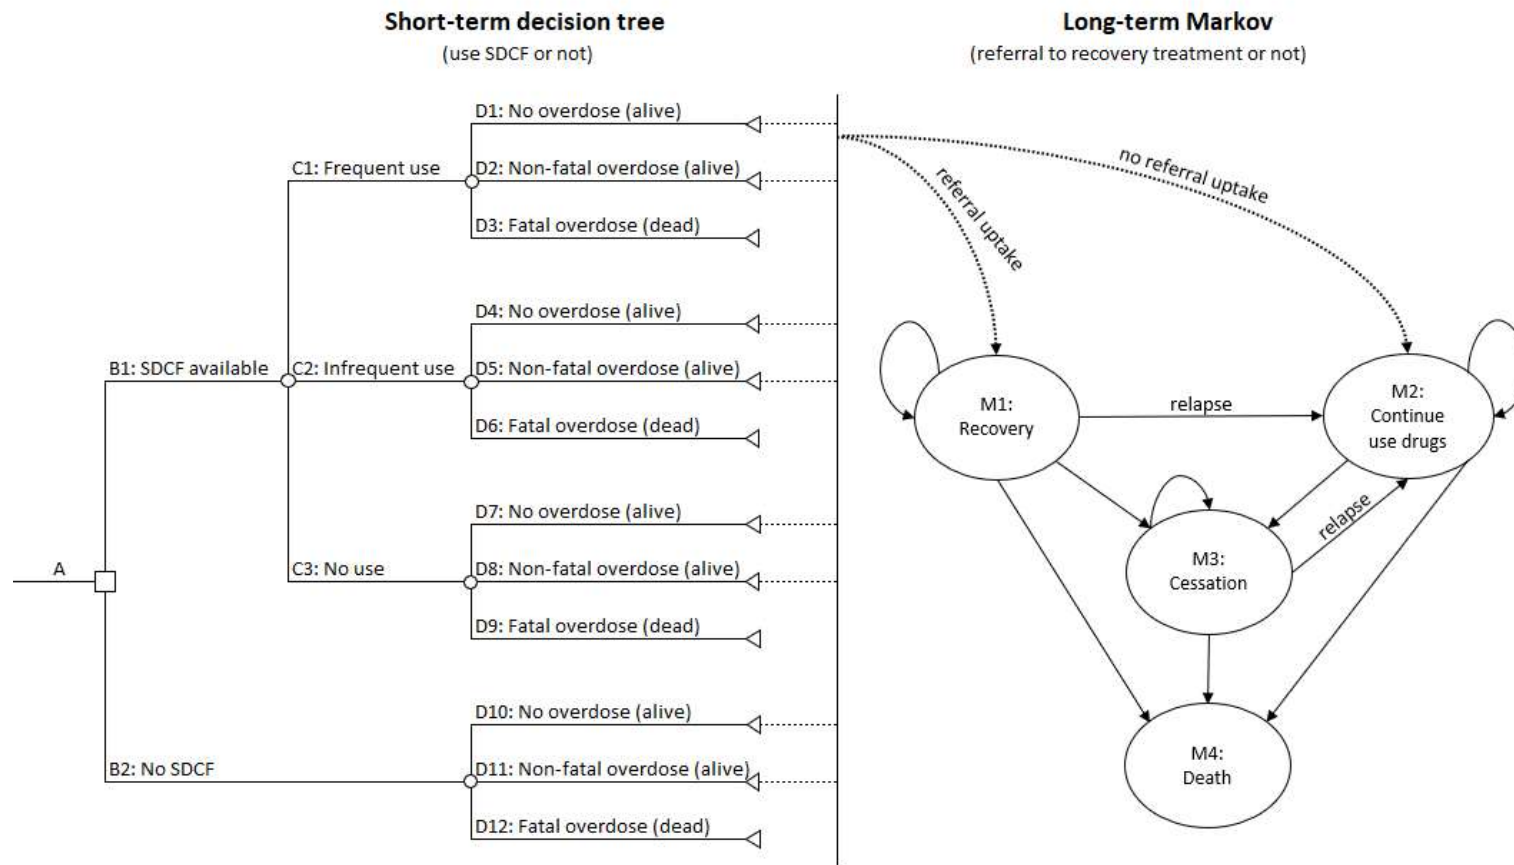 Short-term decision tree
(use SDCF or not)
Long-term Markov
(referral to recovery treatment or not)
D1: No overdose (alive)
C1: Frequent use
D2: Non-fatal overdose (alive)
D3: Fatal overdose (dead)
D4: No overdose (alive)
B1: SDCF available
C2: Infrequent use
D5: Non-fatal overdose (alive)
D6: Fatal overdose (dead)
D7: No overdose (alive)
A
C3: No use
D8: Non-fatal overdose (alive)
D9: Fatal overdose (dead)
D10: No overdose (alive)
B2: No SDCF
D11: Non-fatal overdose (alive)
D12: Fatal overdose (dead)
no referral uptake
referral uptake
M1:
Recovery
relapse
M2:
Continue
use drugs
relapse
M3:
Cessation
M4:
Death